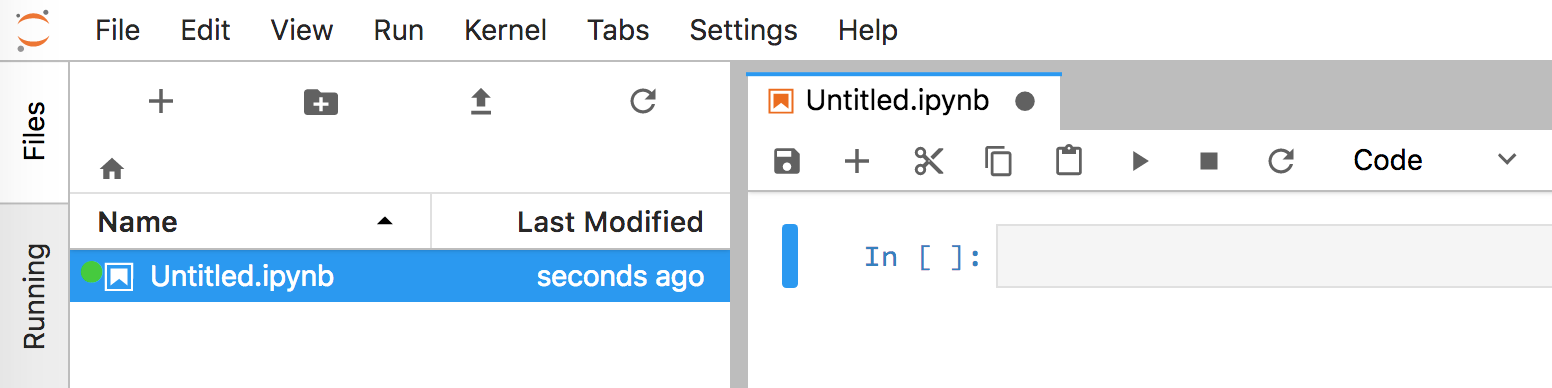 File Edit View Run Kernel Tabs Settings Help
Files
Running
Name Last Modified
Untitled.ipynb seconds ago
Untitled.ipynb
Code
In [ ]: